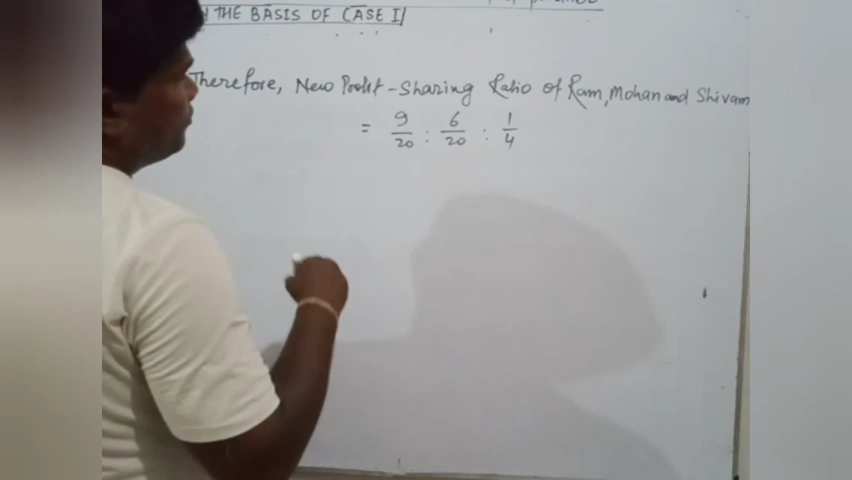 THE BASIS OF CASE I
Therefore, New Profit-Sharing Ratio of Ram, Mohan and Shivam
= 9/20 : 6/20 : 1/4